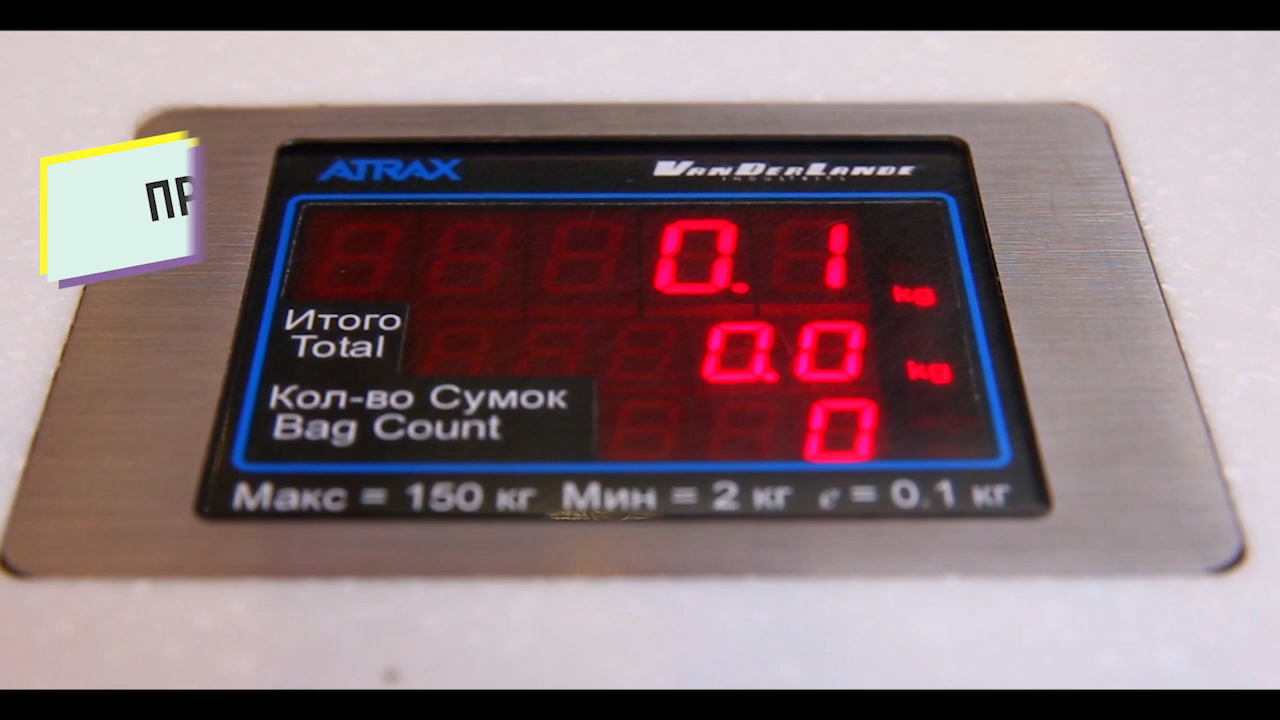 ПР
ATRAX
VANDERLANDE
INDUSTRIES
0.1 kg
Итого
Total
0.0 kg
Кол-во Сумок
Bag Count
0
Макс = 150 кг Мин = 2 кг e = 0.1 кг